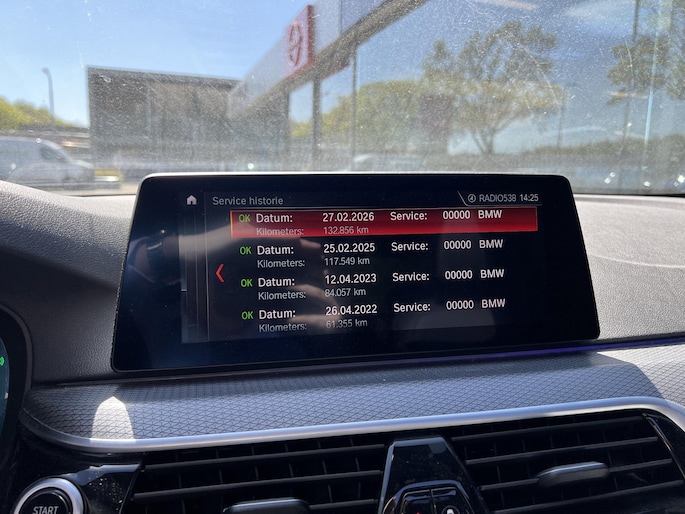 Service histore
RADIO538 14:25
OK Datum: 27.02.2026 Service: 00000 BMW
Kilometers: 132.856 km
OK Datum: 25.02.2025 Service: 00000 BMW
Kilometers: 117.549 km
OK Datum: 12.04.2023 Service: 00000 BMW
Kilometers: 84.057 km
OK Datum: 26.04.2022 Service: 00000 BMW
Kilometers: 61.355 km
START